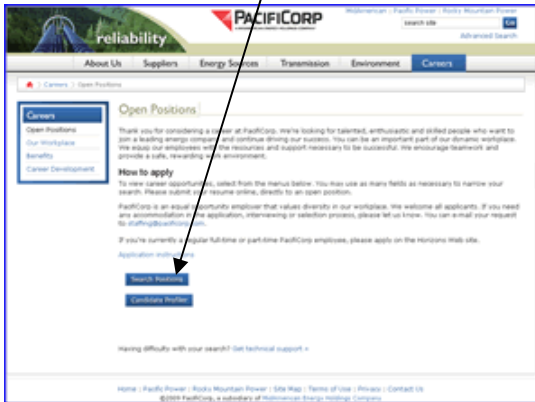 MidAmerican | Pacific Power | Rocky Mountain Power
PACIFICORP
A MIDAMERICAN ENERGY HOLDINGS COMPANY
search site
Go
Advanced Search
reliability
About Us Suppliers Energy Sources Transmission Environment Careers
Careers Open Positions
Careers
Open Positions
Our Workplace
Benefits
Career Development
Open Positions
Thank you for considering a career at PacifiCorp. We're looking for talented, enthusiastic and skilled people who want to
join a leading energy company and continue driving our success. You can be an important part of our dynamic workplace.
We equip our employees with the resources and support necessary to be successful. We encourage teamwork and
provide a safe, rewarding work environment.
How to apply
To view career opportunities, select from the menus below. You may use as many fields as necessary to narrow your
search. Please submit your resume online, directly to an open position.
PacifiCorp is an equal opportunity employer that values diversity in our workplace. We welcome all applicants. If you need
any accommodation in the application, interviewing or selection process, please let us know. You can e-mail your request
to staffing@pacificorp.com.
If you're currently a regular full-time or part-time PacifiCorp employee, please apply on the Horizons Web site.
Application instructions
Search Positions
Candidate Profiler
Having difficulty with your search? Get technical support »
Home | Pacific Power | Rocky Mountain Power | Site Map | Terms of Use | Privacy | Contact Us
©2009 PacifiCorp, a subsidiary of MidAmerican Energy Holdings Company